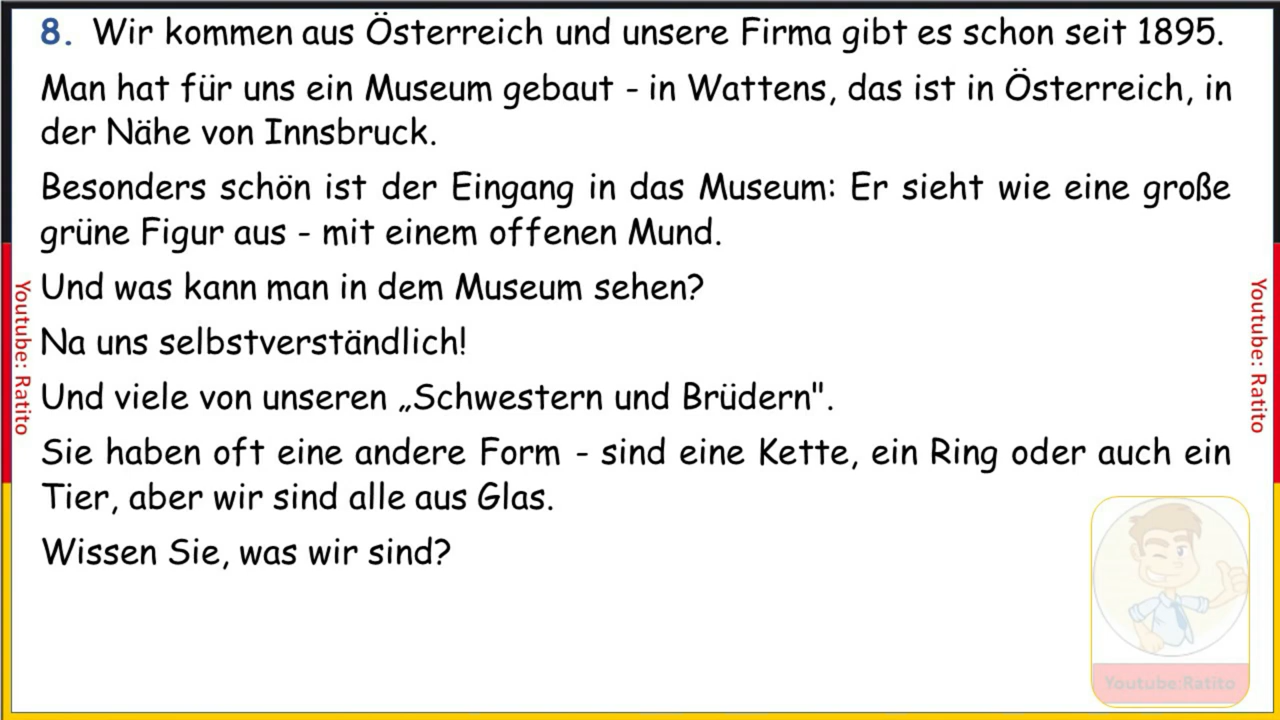 8. Wir kommen aus Österreich und unsere Firma gibt es schon seit 1895.
Man hat für uns ein Museum gebaut - in Wattens, das ist in Österreich, in
der Nähe von Innsbruck.
Besonders schön ist der Eingang in das Museum: Er sieht wie eine große
grüne Figur aus - mit einem offenen Mund.
Und was kann man in dem Museum sehen?
Na uns selbstverständlich!
Und viele von unseren „Schwestern und Brüdern".
Sie haben oft eine andere Form - sind eine Kette, ein Ring oder auch ein
Tier, aber wir sind alle aus Glas.
Wissen Sie, was wir sind?
Youtube: Ratito
Youtube: Ratito
Youtube:Ratito